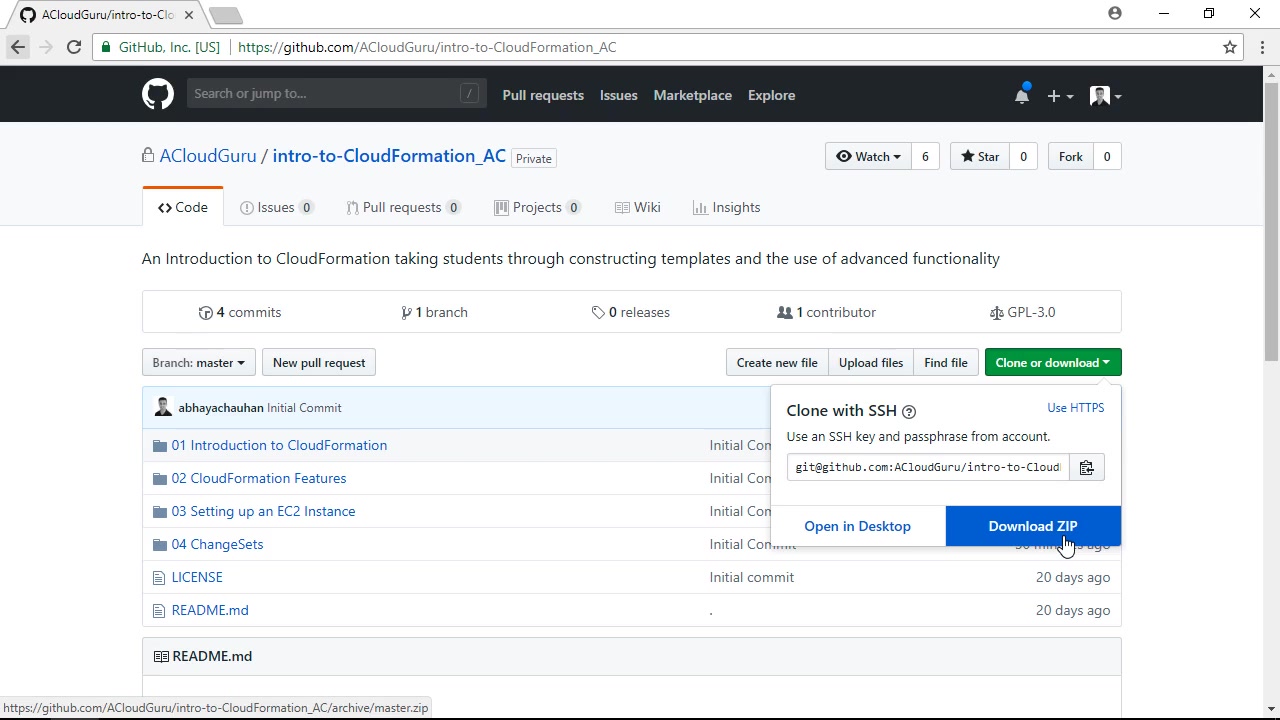 ACloudGuru/intro-to-Clo
GitHub, Inc. [US] https://github.com/ACloudGuru/intro-to-CloudFormation_AC
Search or jump to... /
Pull requests Issues Marketplace Explore
ACloudGuru / intro-to-CloudFormation_AC Private
Watch 6 Star 0 Fork 0
Code Issues 0 Pull requests 0 Projects 0 Wiki Insights
An Introduction to CloudFormation taking students through constructing templates and the use of advanced functionality
4 commits 1 branch 0 releases 1 contributor GPL-3.0
Branch: master New pull request Create new file Upload files Find file Clone or download
abhayachauhan Initial Commit
Clone with SSH Use HTTPS
Use an SSH key and passphrase from account.
git@github.com:ACloudGuru/intro-to-Cloud
Open in Desktop Download ZIP
01 Introduction to CloudFormation Initial Com
02 CloudFormation Features Initial Com
03 Setting up an EC2 Instance Initial Com
04 ChangeSets Initial Commit ago
LICENSE Initial commit 20 days ago
README.md . 20 days ago
README.md
https://github.com/ACloudGuru/intro-to-CloudFormation_AC/archive/master.zip